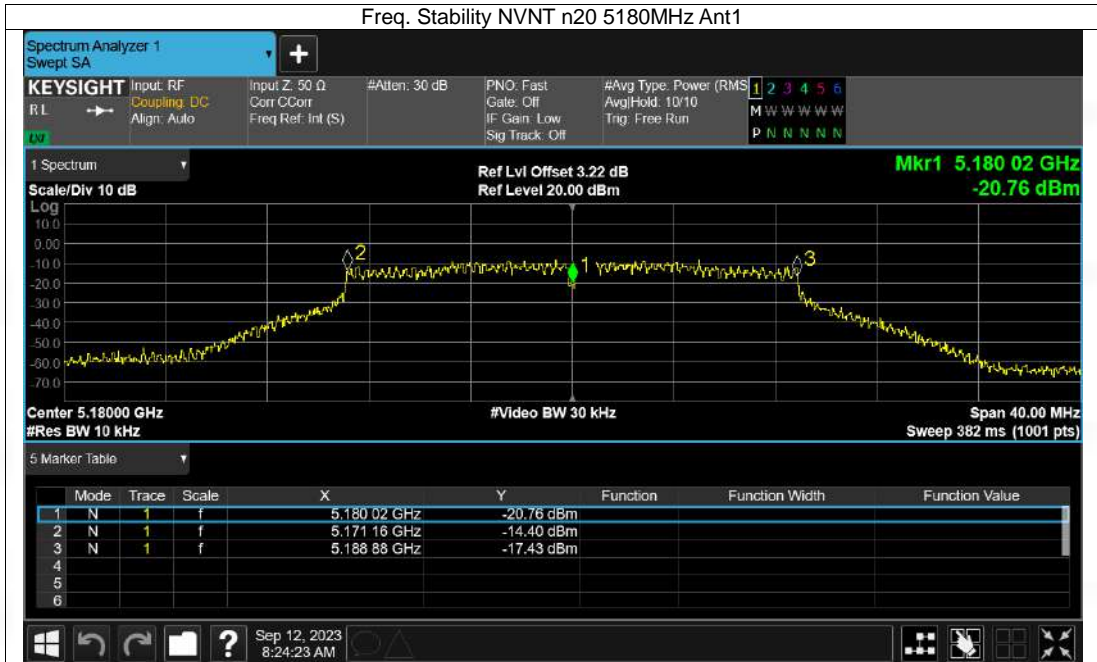 Freq. Stability NVNT n20 5180MHz Ant1
Spectrum Analyzer 1
Swept SA
+
KEYSIGHT Input: RF Input Z: 50 Ω #Atten: 30 dB PNO: Fast #Avg Type: Power (RMS 1 2 3 4 5 6
RL Coupling: DC Corr CCorr Gate: Off Avg|Hold: 10/10 M W W W W W
Align: Auto Freq Ref: Int (S) IF Gain: Low Trig: Free Run P N N N N N
LXI Sig Track: Off
1 Spectrum Ref Lvl Offset 3.22 dB Mkr1 5.180 02 GHz
Scale/Div 10 dB Ref Level 20.00 dBm -20.76 dBm
Log
10.0
0.00
-10.0
-20.0
-30.0
-40.0
-50.0
-60.0
-70.0
2
1
3
Center 5.18000 GHz #Video BW 30 kHz Span 40.00 MHz
#Res BW 10 kHz Sweep 382 ms (1001 pts)
5 Marker Table
Mode Trace Scale X Y Function Function Width Function Value
1 N 1 f 5.180 02 GHz -20.76 dBm
2 N 1 f 5.171 16 GHz -14.40 dBm
3 N 1 f 5.188 88 GHz -17.43 dBm
4
5
6
? Sep 12, 2023
8:24:23 AM